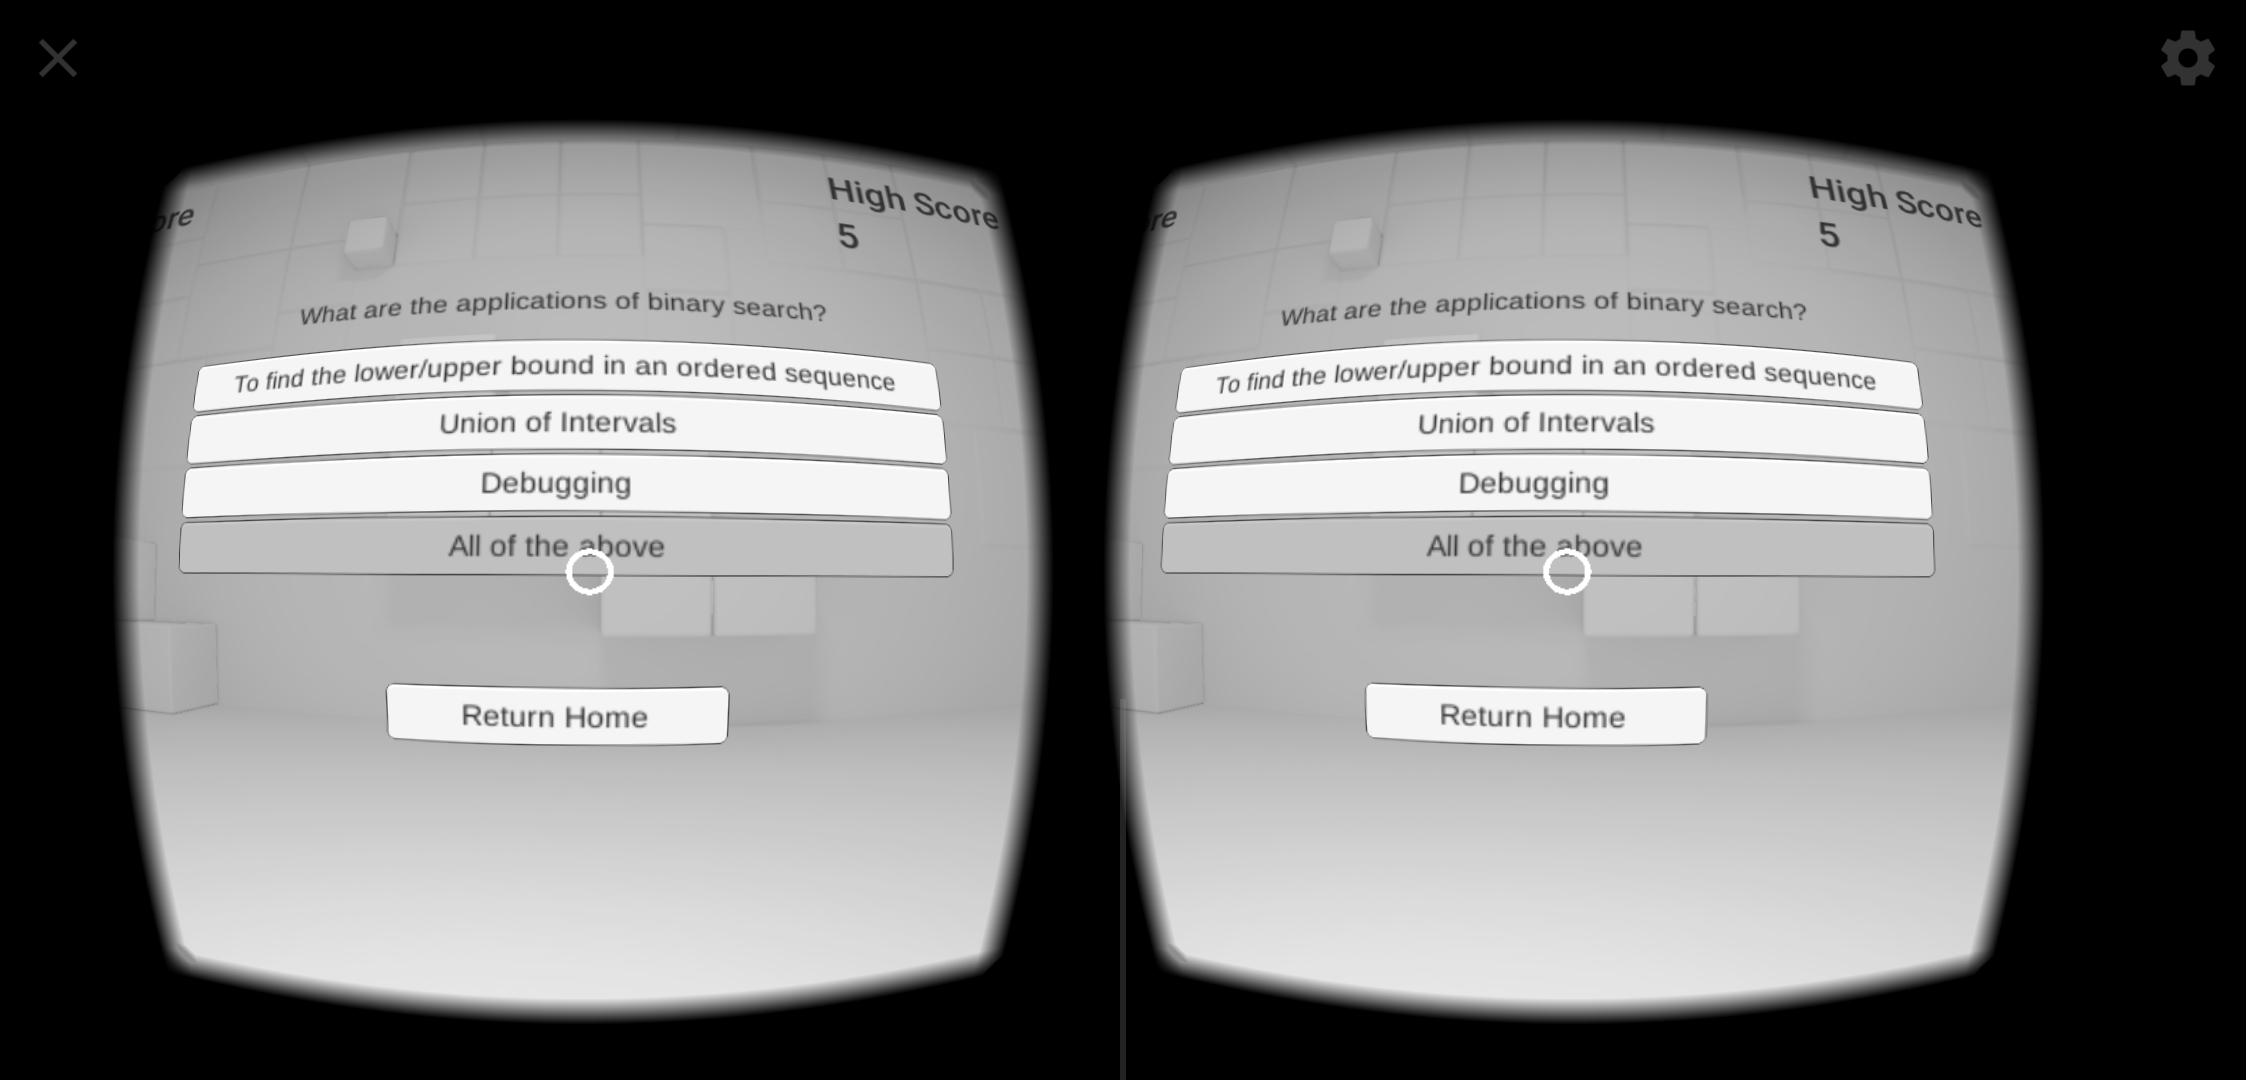 ore
High Score
5
What are the applications of binary search?
To find the lower/upper bound in an ordered sequence
Union of Intervals
Debugging
All of the above
Return Home
re
High Score
5
What are the applications of binary search?
To find the lower/upper bound in an ordered sequence
Union of Intervals
Debugging
All of the above
Return Home